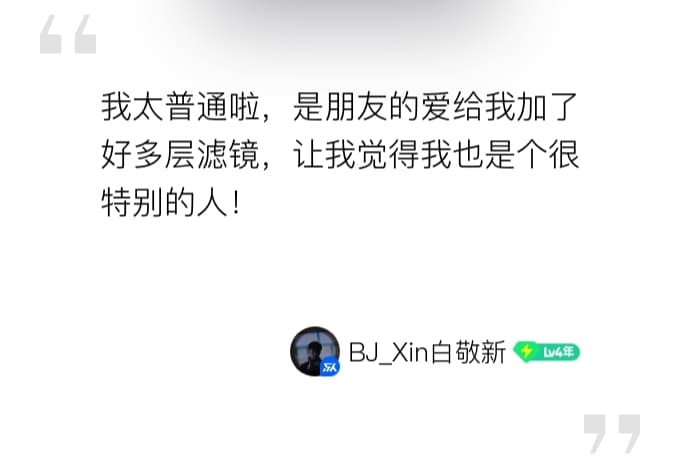 “
我太普通啦，是朋友的爱给我加了
好多层滤镜，让我觉得我也是个很
特别的人！
BJ_Xin白敬新 Lv4年
”